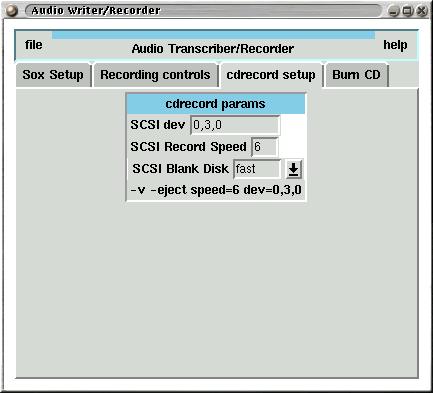 Audio Writer/Recorder
file Audio Transcriber/Recorder help
Sox Setup Recording controls cdrecord setup Burn CD
cdrecord params
SCSI dev 0,3,0
SCSI Record Speed 6
SCSI Blank Disk fast
-v -eject speed=6 dev=0,3,0